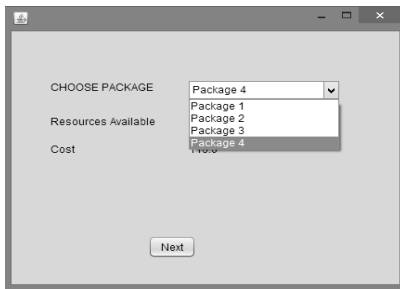 CHOOSE PACKAGE
Package 4
Package 1
Package 2
Package 3
Package 4
Resources Available
Cost
Next